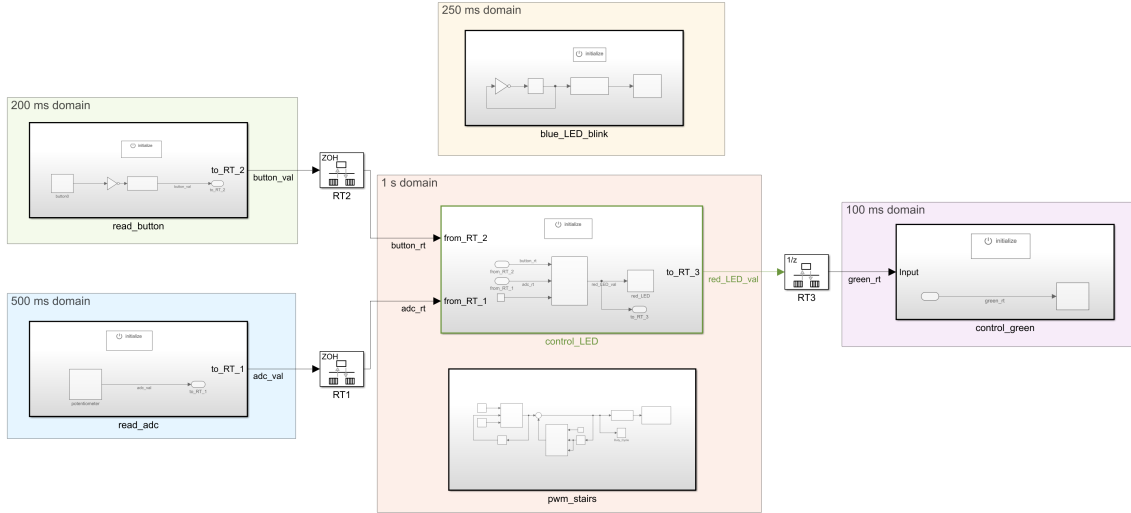 250 ms domain
initialize
blue_LED_blink
200 ms domain
initialize
to_RT_2
button_val
to_RT_2
read_button
button_val
ZOH
RT2
1 s domain
initialize
from_RT_2
button_rt
button_rt
from_RT_2
adc_rt
from_RT_1
from_RT_1
adc_rt
red_LED_val
red_LED
to_RT_3
to_RT_3
red_LED_val
control_LED
1/z
RT3
100 ms domain
initialize
Input
green_rt
green_rt
control_green
500 ms domain
initialize
to_RT_1
adc_val
to_RT_1
potentiometer
read_adc
adc_val
ZOH
RT1
pwm_stairs